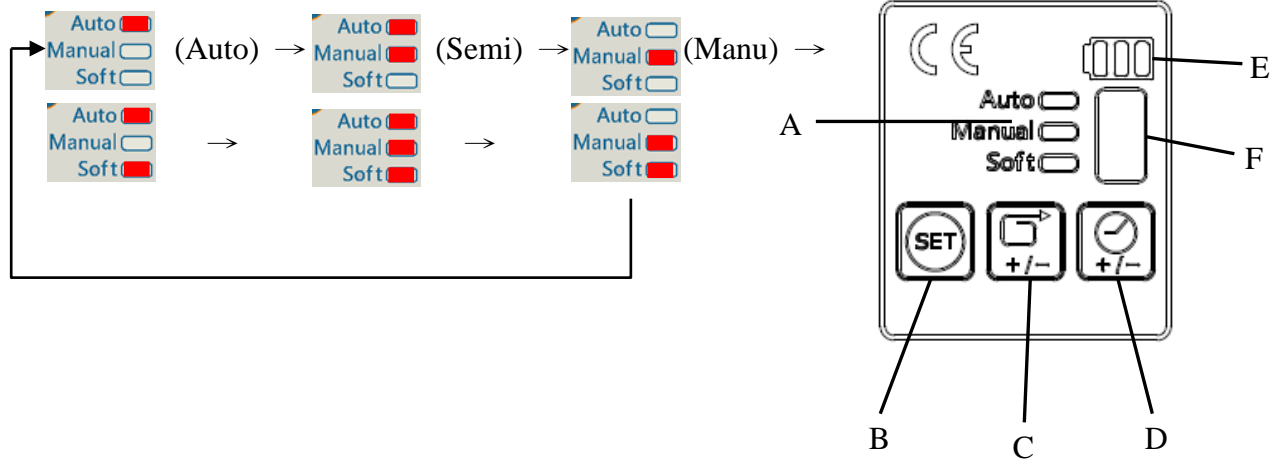 Auto
Manual
Soft
(Auto) →
Auto
Manual
Soft
(Semi) →
Auto
Manual
Soft
(Manu) →
Auto
Manual
Soft
→
Auto
Manual
Soft
→
Auto
Manual
Soft
CE
E
A
Auto
Manual
Soft
F
SET
+/-
+/-
B
C
D